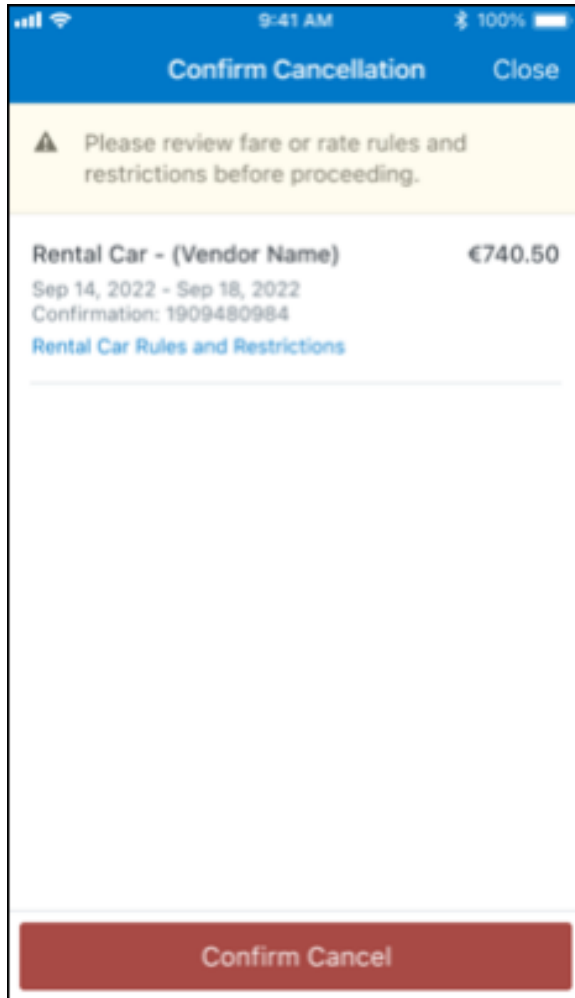 9:41 AM 100%
Confirm Cancellation Close
Please review fare or rate rules and
restrictions before proceeding.
Rental Car - (Vendor Name) €740.50
Sep 14, 2022 - Sep 18, 2022
Confirmation: 1909480984
Rental Car Rules and Restrictions
Confirm Cancel